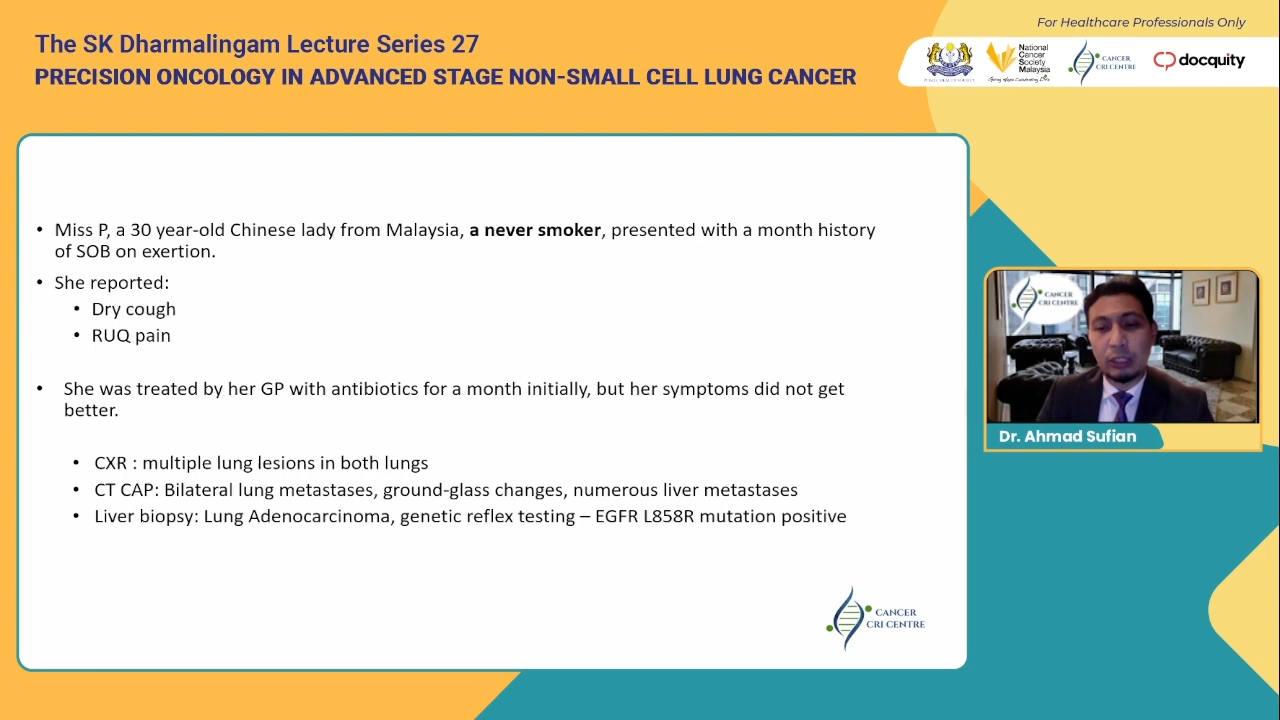 For Healthcare Professionals Only
The SK Dharmalingam Lecture Series 27
PRECISION ONCOLOGY IN ADVANCED STAGE NON-SMALL CELL LUNG CANCER
National
Cancer
Society
Malaysia
CANCER
CRI CENTRE
docquity
• Miss P, a 30 year-old Chinese lady from Malaysia, a never smoker, presented with a month history
of SOB on exertion.
• She reported:
• Dry cough
• RUQ pain
• She was treated by her GP with antibiotics for a month initially, but her symptoms did not get
better.
• CXR : multiple lung lesions in both lungs
• CT CAP: Bilateral lung metastases, ground-glass changes, numerous liver metastases
• Liver biopsy: Lung Adenocarcinoma, genetic reflex testing – EGFR L858R mutation positive
CANCER
CRI CENTRE
CANCER
CRI CENTRE
Dr. Ahmad Sufian